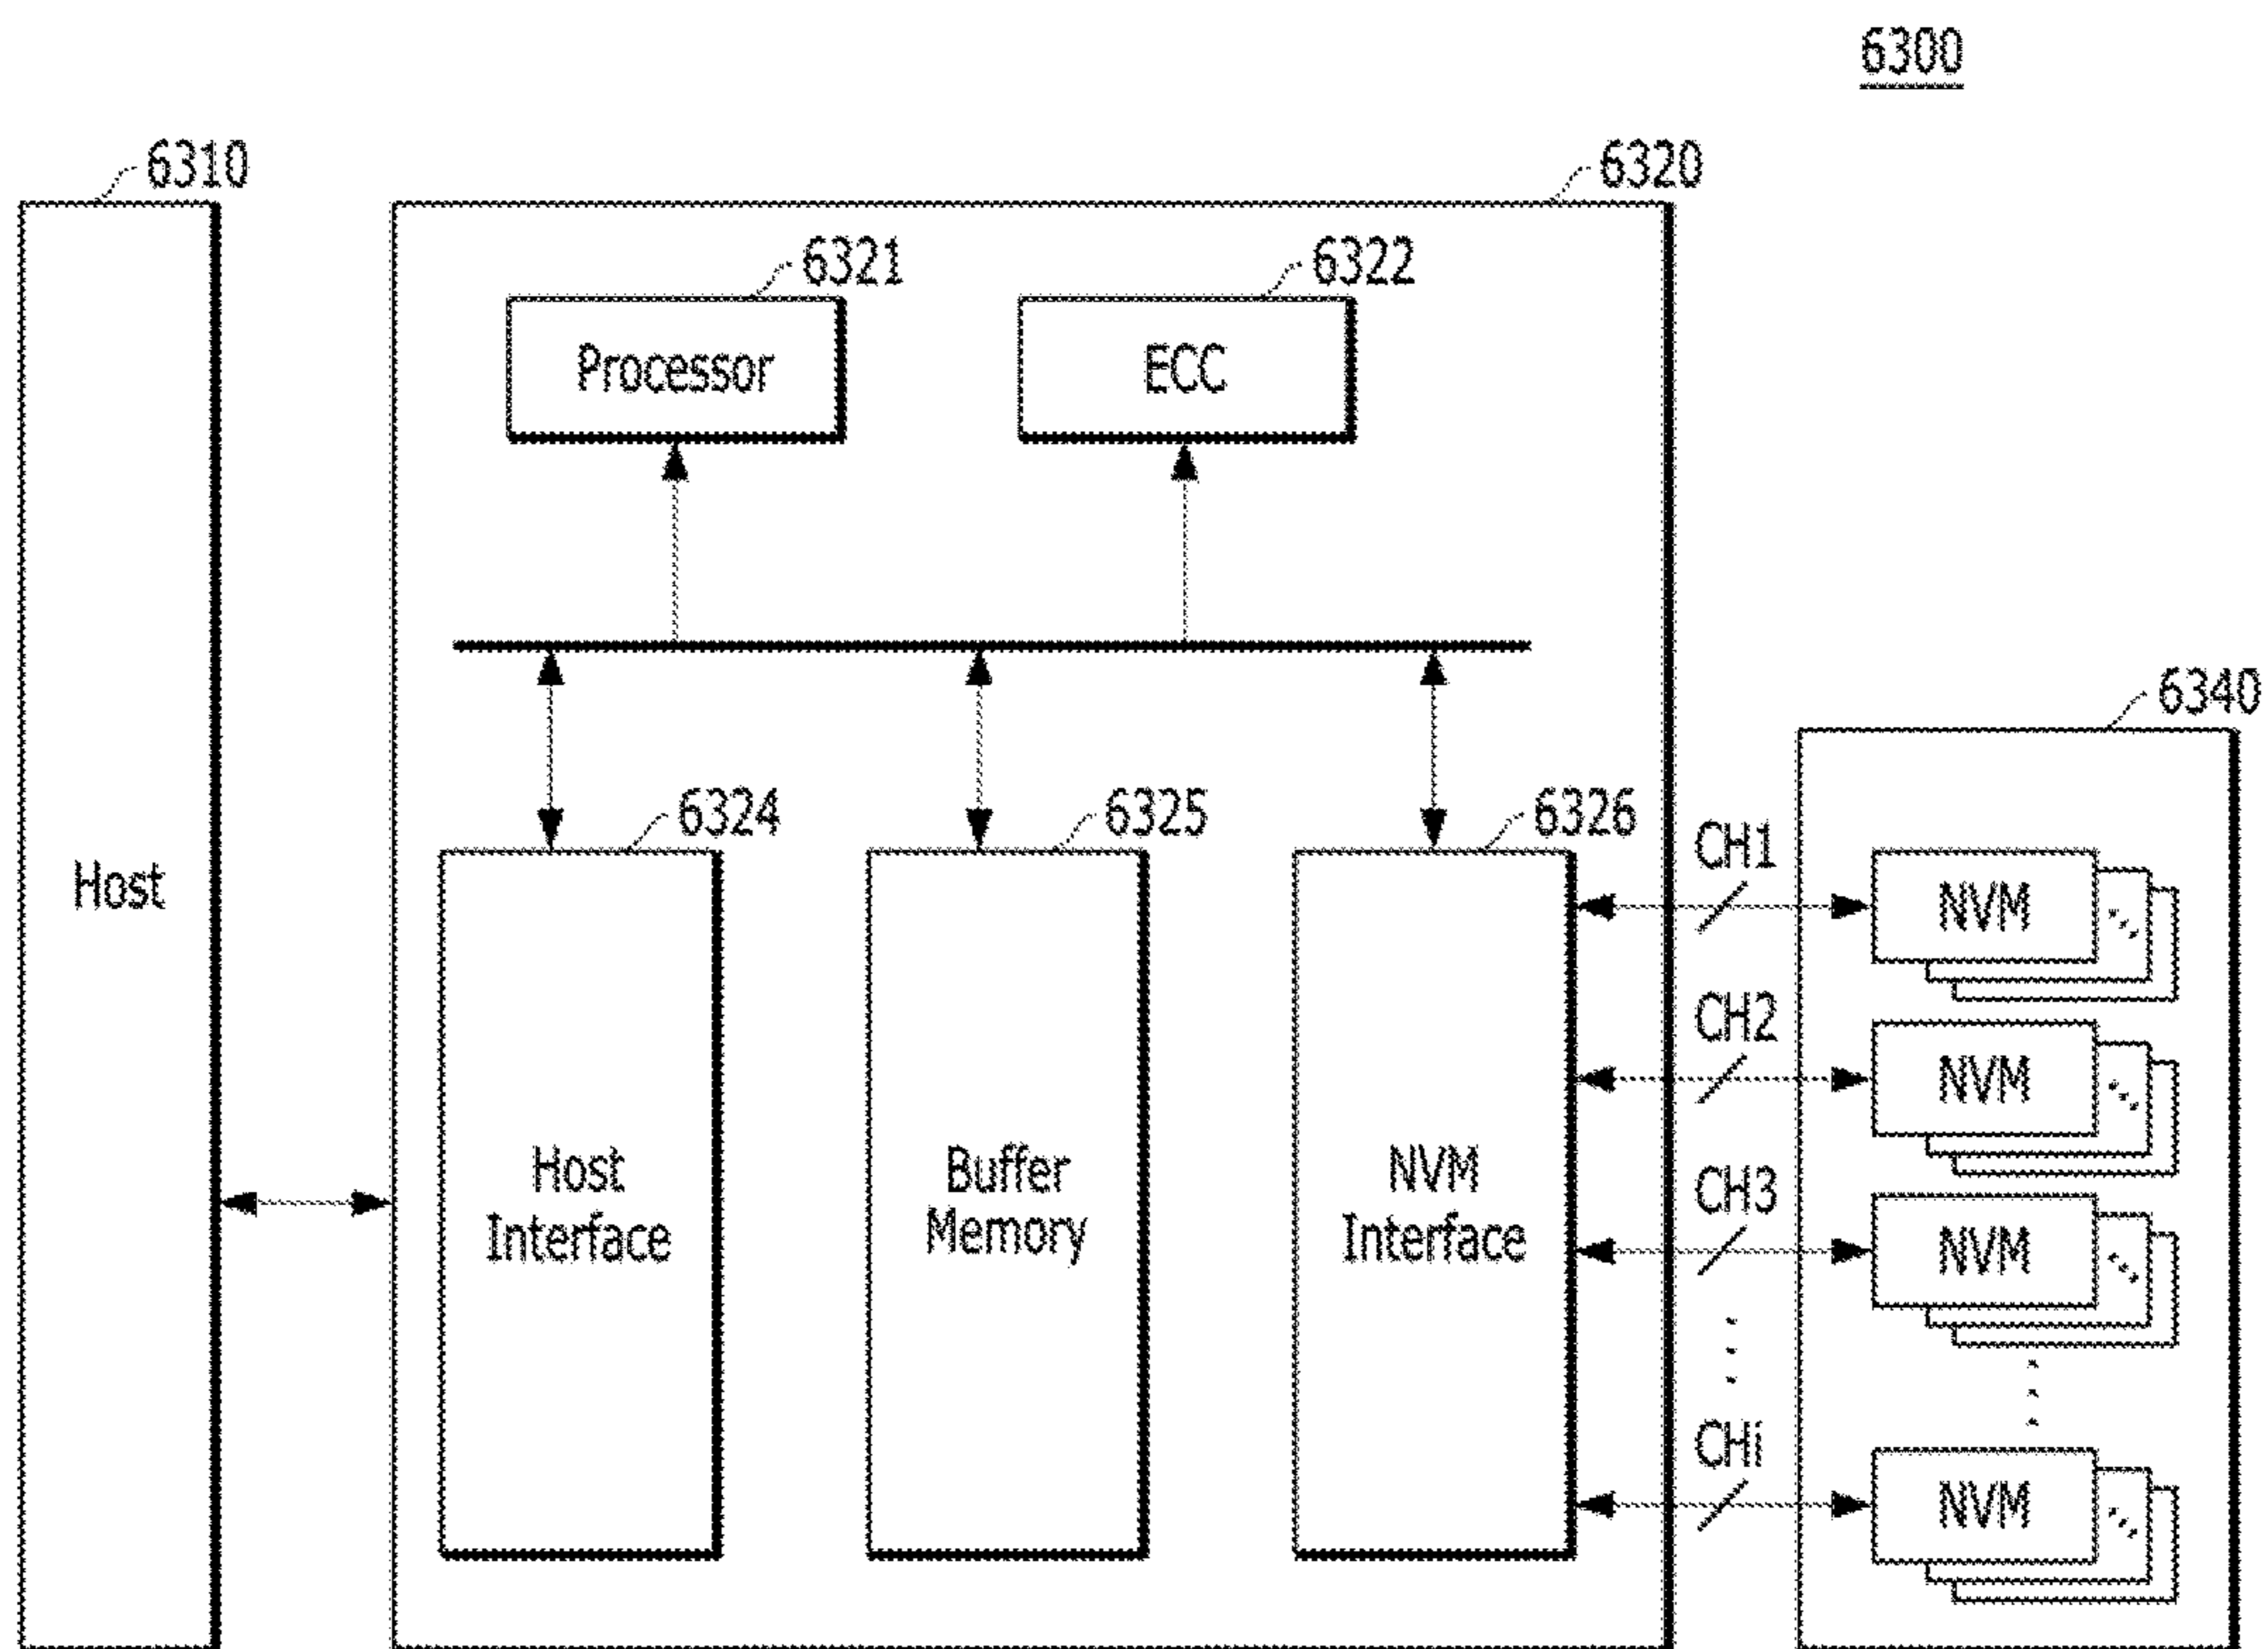 6300
6310
6320
6321
6322
Processor
ECC
6340
6324
6325
6326
CH1
Host
NVM
CH2
NVM
Host
Interface
Buffer
Memory
NVM
Interface
CH3
NVM
CHi
NVM